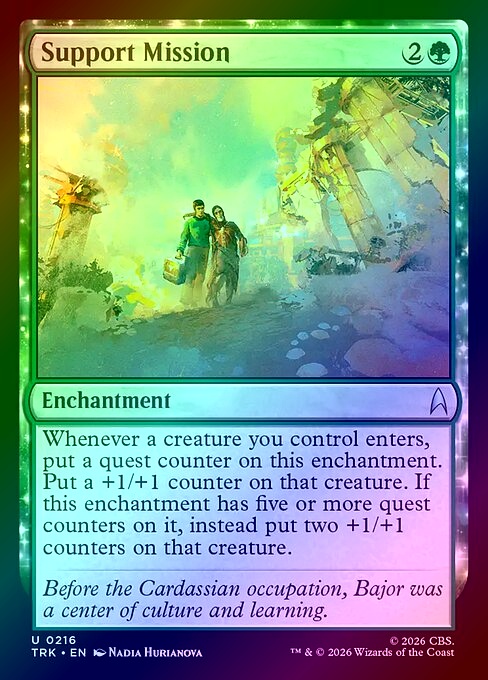 Support Mission
2
Enchantment
Whenever a creature you control enters,
put a quest counter on this enchantment.
Put a +1/+1 counter on that creature. If
this enchantment has five or more quest
counters on it, instead put two +1/+1
counters on that creature.
Before the Cardassian occupation, Bajor was
a center of culture and learning.
U 0216
© 2026 CBS.
TRK • EN Nadia Hurianova
™ & © 2026 Wizards of the Coast